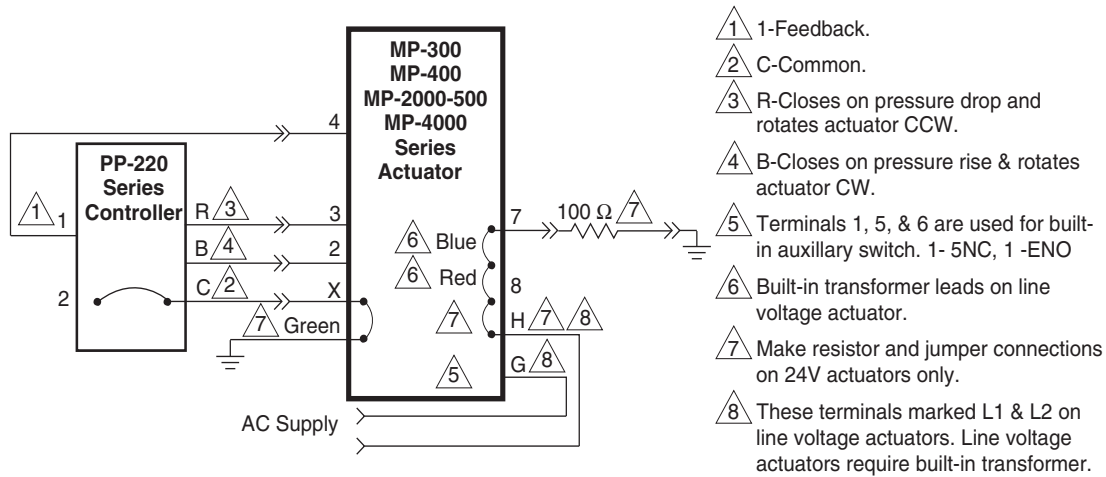 MP-300
MP-400
MP-2000-500
MP-4000
Series
Actuator
PP-220
Series
Controller
1
1
2
R
3
B
4
C
2
7
Green
4
3
2
X
6
Blue
6
Red
7
5
7
100 Ω
7
8
H
7
8
G
8
AC Supply
1
1-Feedback.
2
C-Common.
3
R-Closes on pressure drop and
rotates actuator CCW.
4
B-Closes on pressure rise & rotates
actuator CW.
5
Terminals 1, 5, & 6 are used for built-
in auxillary switch. 1- 5NC, 1 -ENO
6
Built-in transformer leads on line
voltage actuator.
7
Make resistor and jumper connections
on 24V actuators only.
8
These terminals marked L1 & L2 on
line voltage actuators. Line voltage
actuators require built-in transformer.